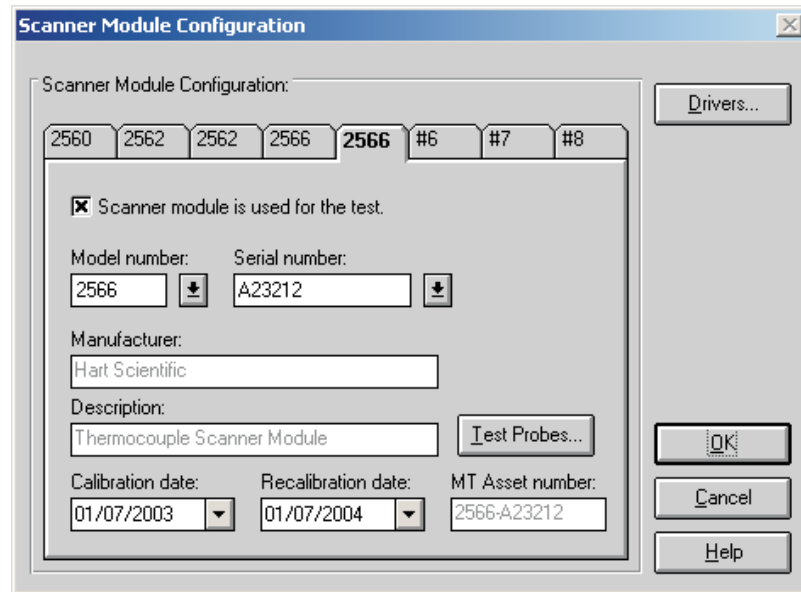 Scanner Module Configuration
Scanner Module Configuration:
Drivers...
2560 2562 2562 2566 2566 #6 #7 #8
Scanner module is used for the test.
Model number: Serial number:
2566 A23212
Manufacturer:
Hart Scientific
Description:
Thermocouple Scanner Module
Test Probes...
OK
Calibration date: Recalibration date: MT Asset number:
01/07/2003 01/07/2004 2566-A23212
Cancel
Help